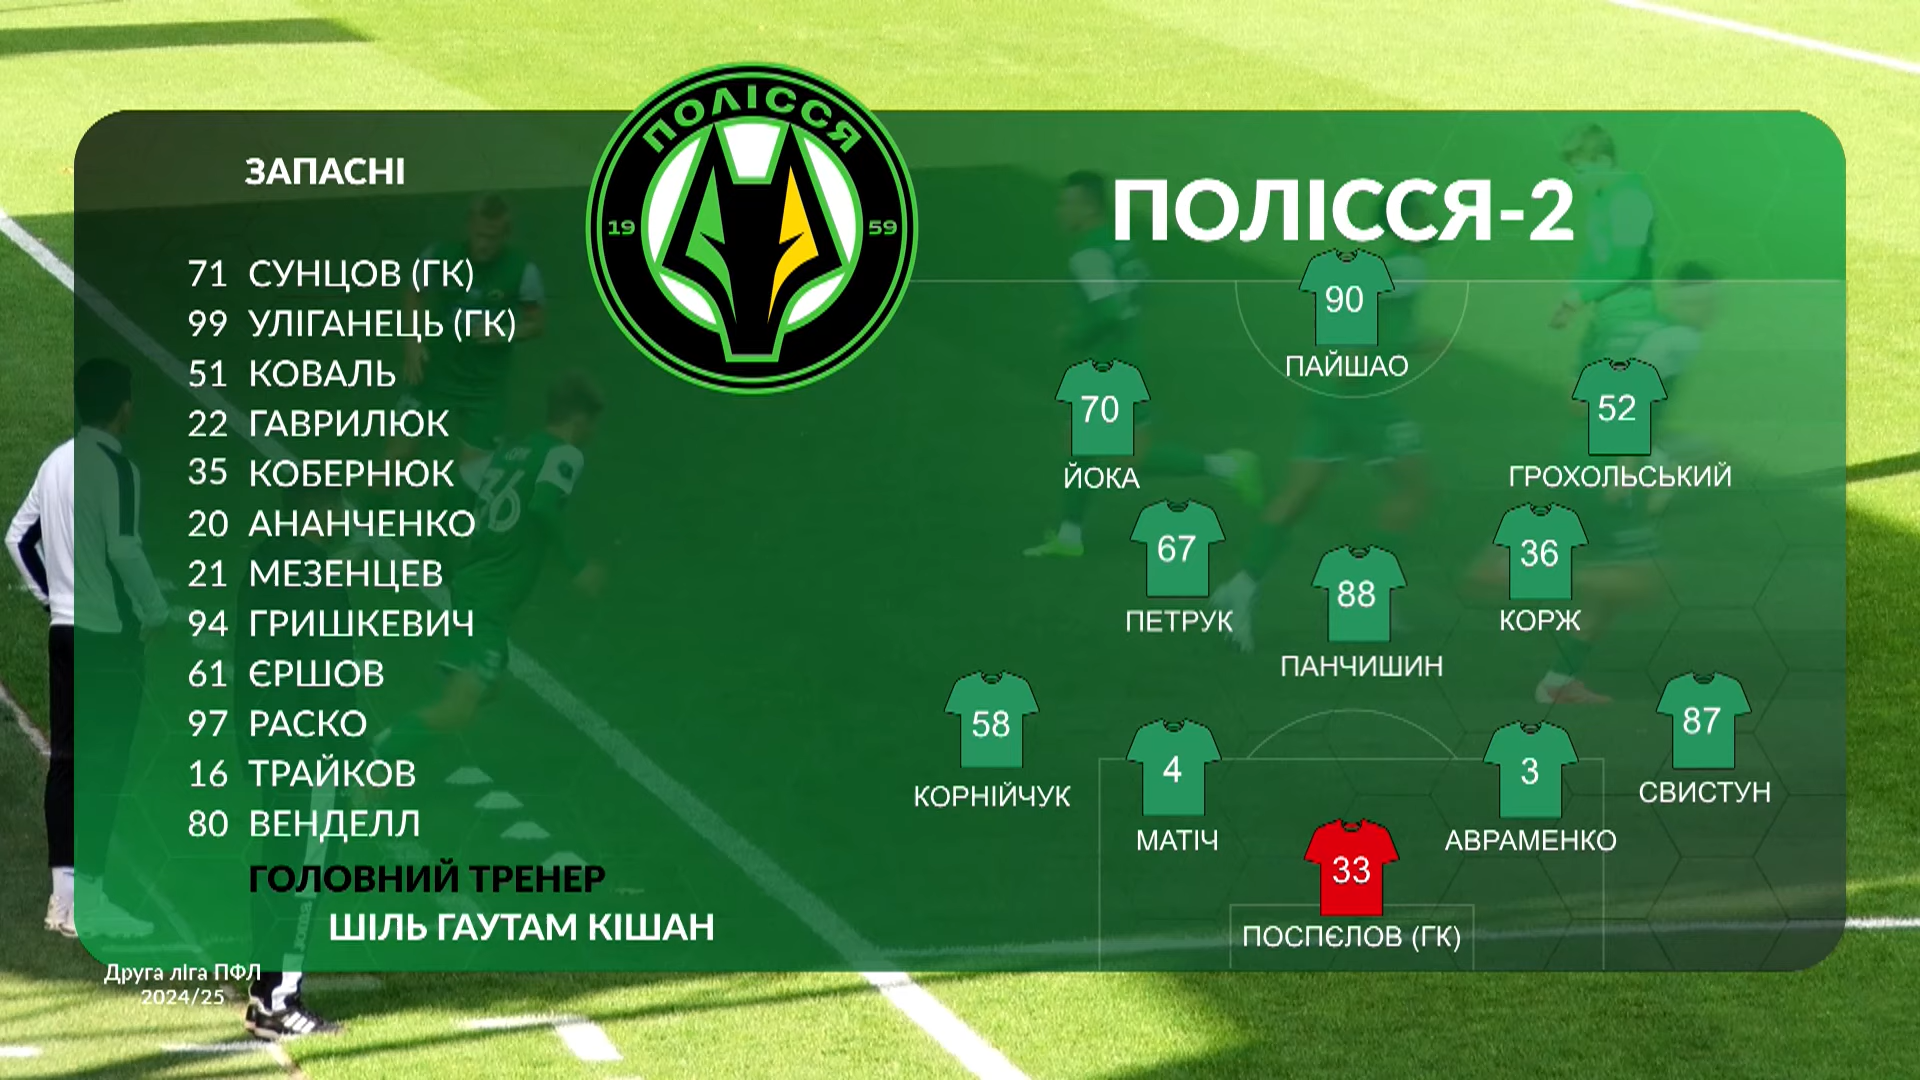 ЗАПАСНІ
71 СУНЦОВ (ГК)
99 УЛІГАНЕЦЬ (ГК)
51 КОВАЛЬ
22 ГАВРИЛЮК
35 КОБЕРНЮК
20 АНАНЧЕНКО
21 МЕЗЕНЦЕВ
94 ГРИШКЕВИЧ
61 ЄРШОВ
97 РАСКО
16 ТРАЙКОВ
80 ВЕНДЕЛЛ
ГОЛОВНИЙ ТРЕНЕР
ШІЛЬ ГАУТАМ КІШАН
Друга ліга ПФЛ
2024/25
ПОЛІССЯ
19 59
ПОЛІССЯ-2
90
ПАЙШАО
70
ЙОКА
52
ГРОХОЛЬСЬКИЙ
67
ПЕТРУК
88
ПАНЧИШИН
36
КОРЖ
58
КОРНІЙЧУК
4
МАТІЧ
3
АВРАМЕНКО
87
СВИСТУН
33
ПОСПЄЛОВ (ГК)
36
joma